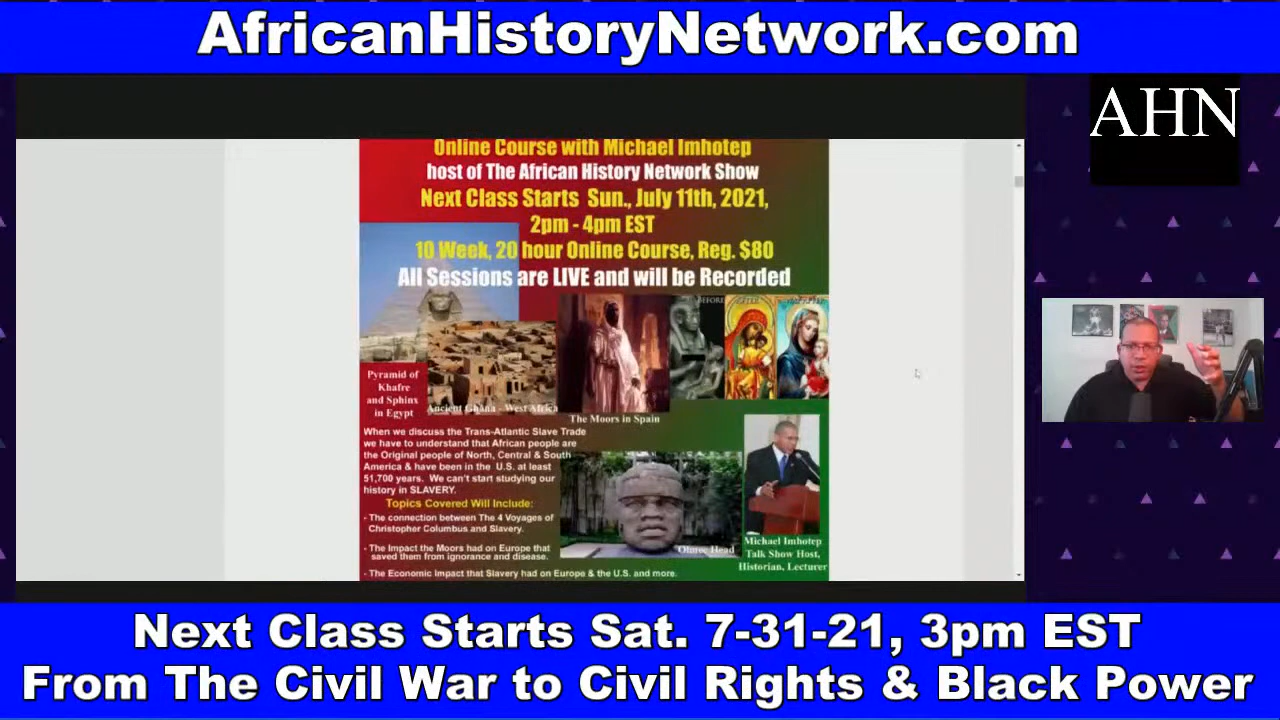 AfricanHistoryNetwork.com
AHN
Online Course with Michael Imhotep
host of The African History Network Show
Next Class Starts Sun., July 11th, 2021,
2pm - 4pm EST
10 Week, 20 hour Online Course, Reg. $80
All Sessions are LIVE and will be Recorded
BEFORE
Pyramid of
Khafre
and Sphinx
in Egypt
Ancient Ghana - West Africa
The Moors in Spain
When we discuss the Trans-Atlantic Slave Trade
we have to understand that African people are
the Original people of North, Central & South
America & have been in the U.S. at least
51,700 years. We can't start studying our
history in SLAVERY.
Topics Covered Will Include:
- The connection between The 4 Voyages of
Christopher Columbus and Slavery.
- The Impact the Moors had on Europe that
saved them from ignorance and disease.
- The Economic Impact that Slavery had on Europe & the U.S. and more.
Olmec Head
Michael Imhotep
Talk Show Host,
Historian, Lecturer
Next Class Starts Sat. 7-31-21, 3pm EST
From The Civil War to Civil Rights & Black Power